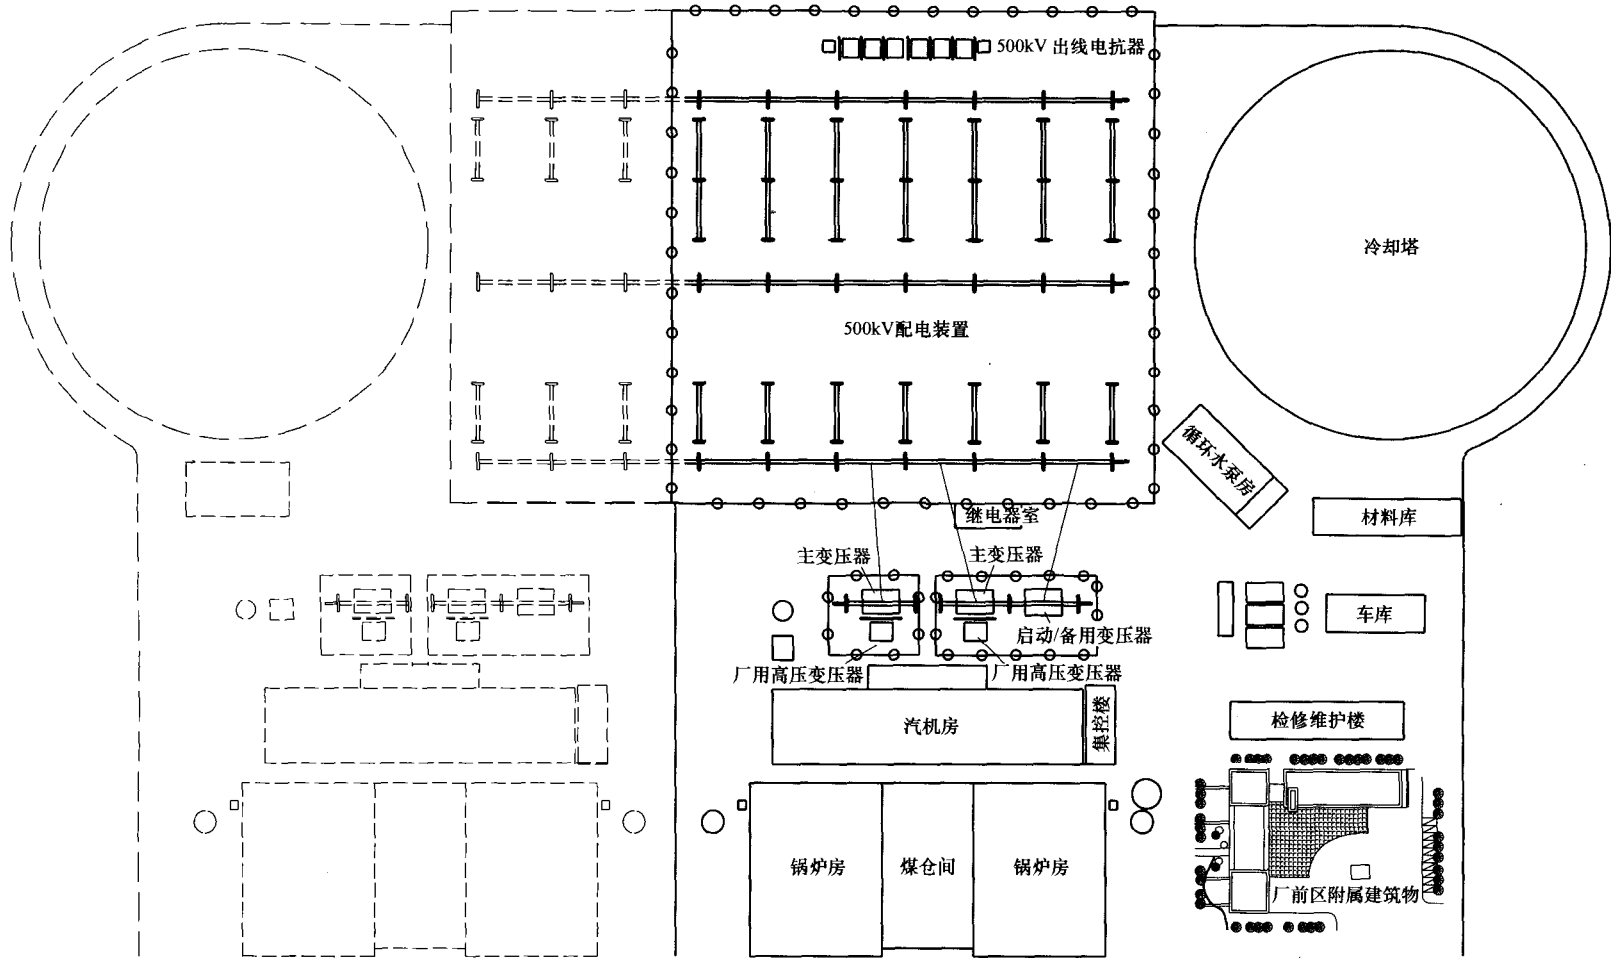 500kV 出线电抗器
冷却塔
500kV配电装置
循环水泵房
继电器室
材料库
主变压器
主变压器
车库
启动/备用变压器
厂用高压变压器
厂用高压变压器
汽机房
集控楼
检修维护楼
锅炉房
煤仓间
锅炉房
厂前区附属建筑物